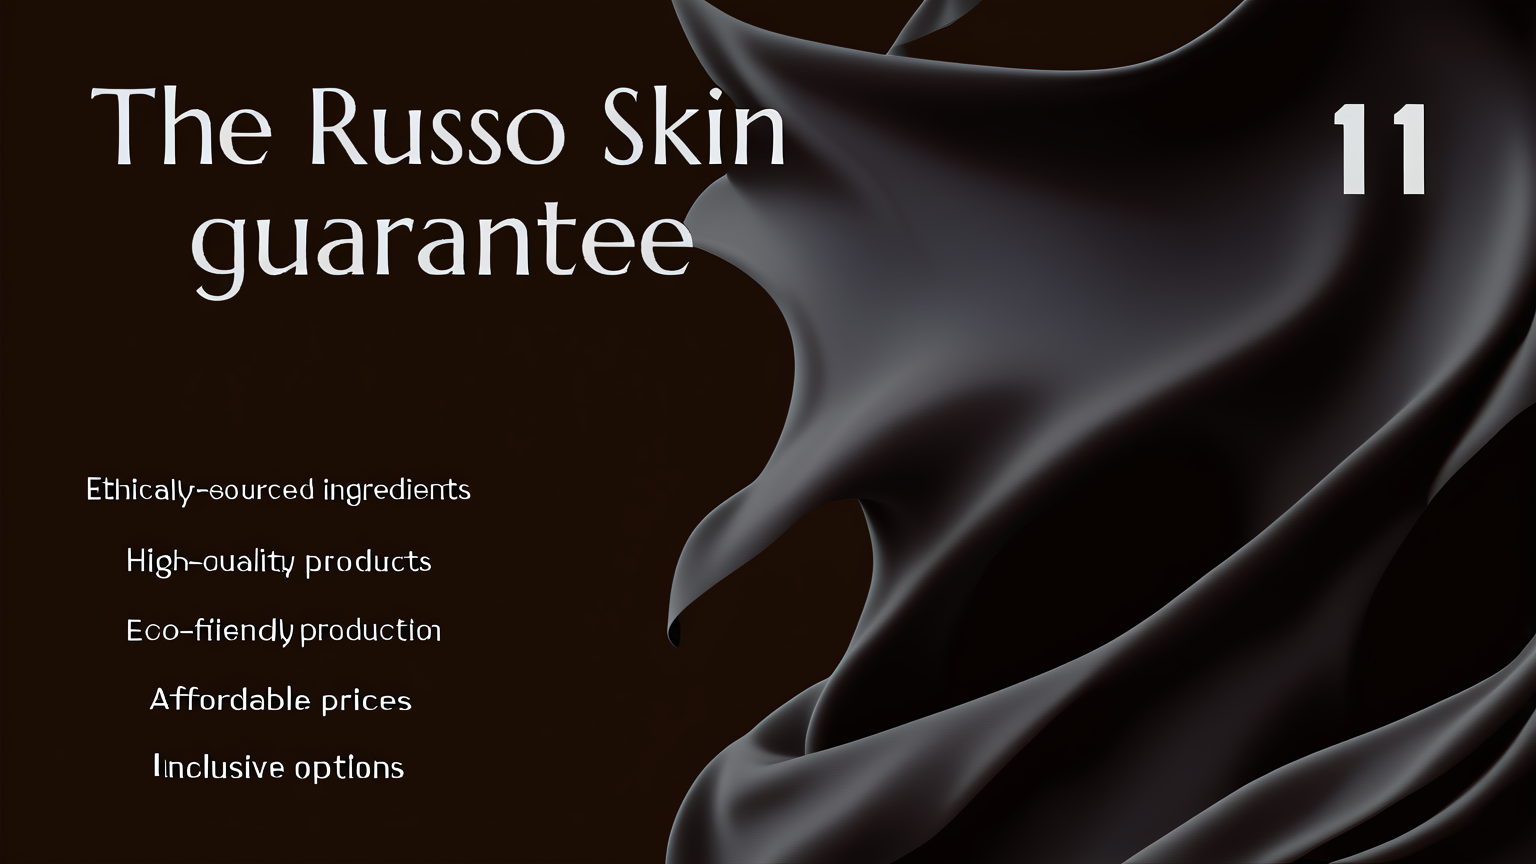 The Russo Skin
guarantee
11
Ethicaly-sourced ingredients
High-ouality products
Eco-fiiendly production
Affordable prices
Inclusive options